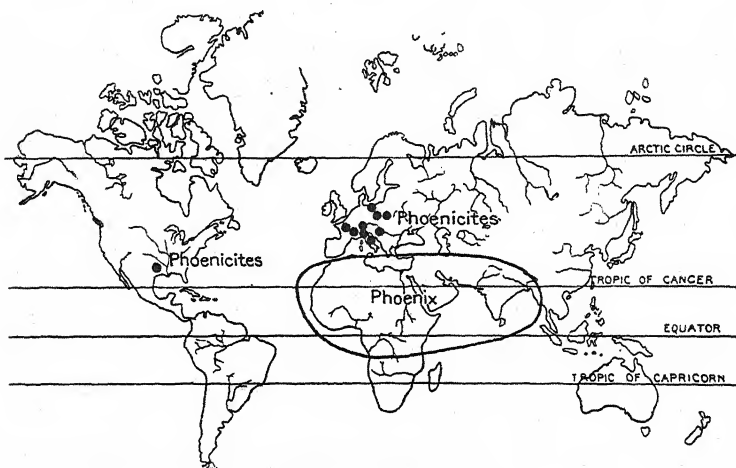 ARCTIC CIRCLE
Phoenicites
Phoenicites
TROPIC OF CANCER
Phoenix
EQUATOR
TROPIC OF CAPRICORN